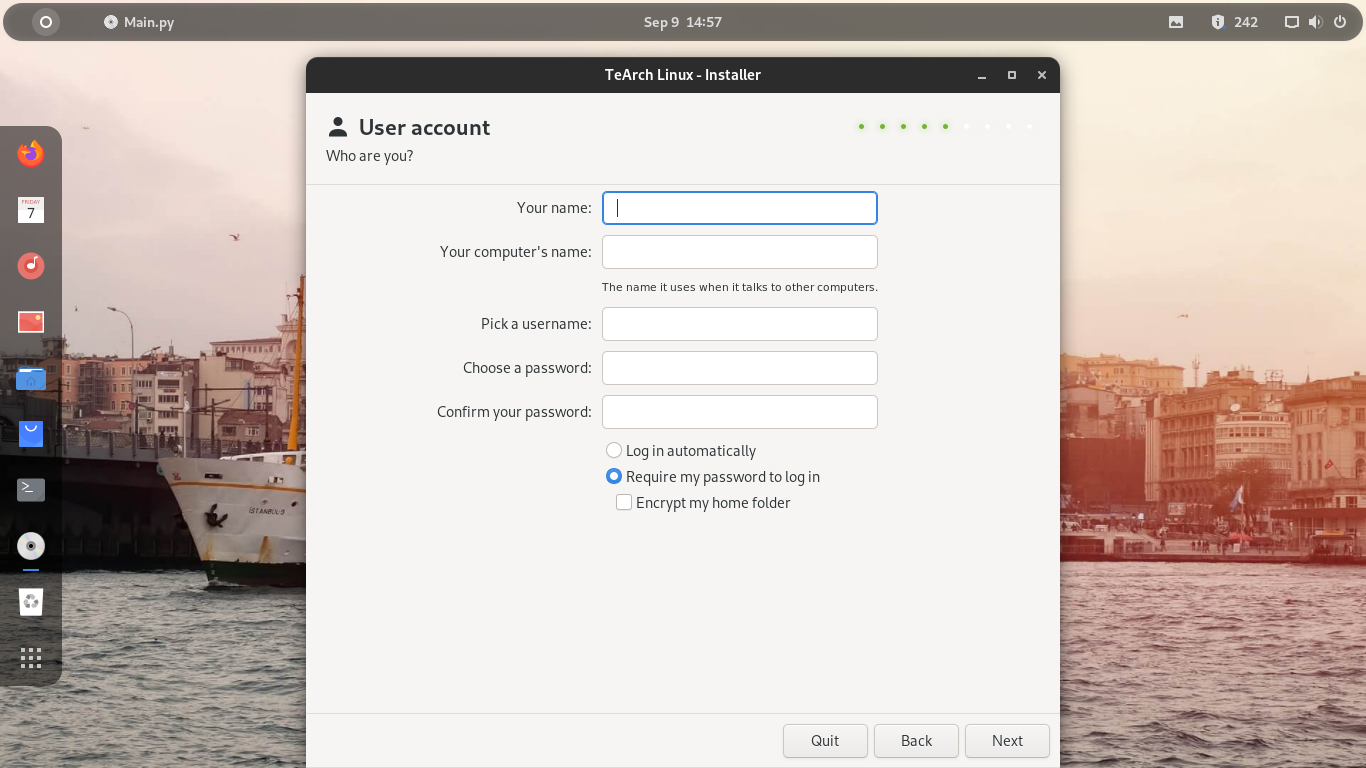 Main.py
Sep 9 14:57
242
TeArch Linux - Installer
User account
Who are you?
Your name:
Your computer's name:
The name it uses when it talks to other computers.
Pick a username:
Choose a password:
Confirm your password:
Log in automatically
Require my password to log in
Encrypt my home folder
Quit
Back
Next
FRIDAY
7
İSTANBUL